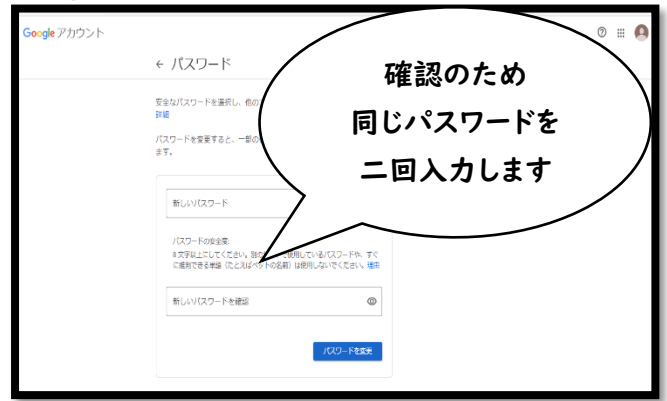 Google アカウント
← パスワード
安全なパスワードを選択し、他の
詳細
パスワードを変更すると、一部の
ます。
確認のため
同じパスワードを
二回入力します
新しいパスワード
パスワードの安全度:
8 文字以上にしてください。別の
で使用しているパスワードや、すぐ
に推測できる単語（たとえばペットの名前）は使用しないでください。理由
新しいパスワードを確認
パスワードを変更